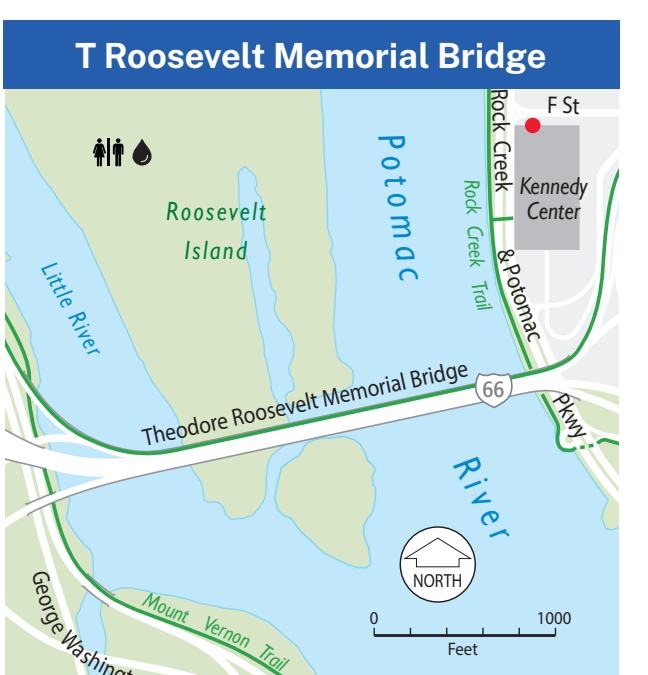 T Roosevelt Memorial Bridge
F St
Rock Creek
& Potomac
Pkwy
Kennedy
Center
Potomac
Roosevelt
Island
Rock Creek Trail
Little River
Theodore Roosevelt Memorial Bridge
66
River
NORTH
0 1000
Feet
Mount Vernon Trail
George Washingt